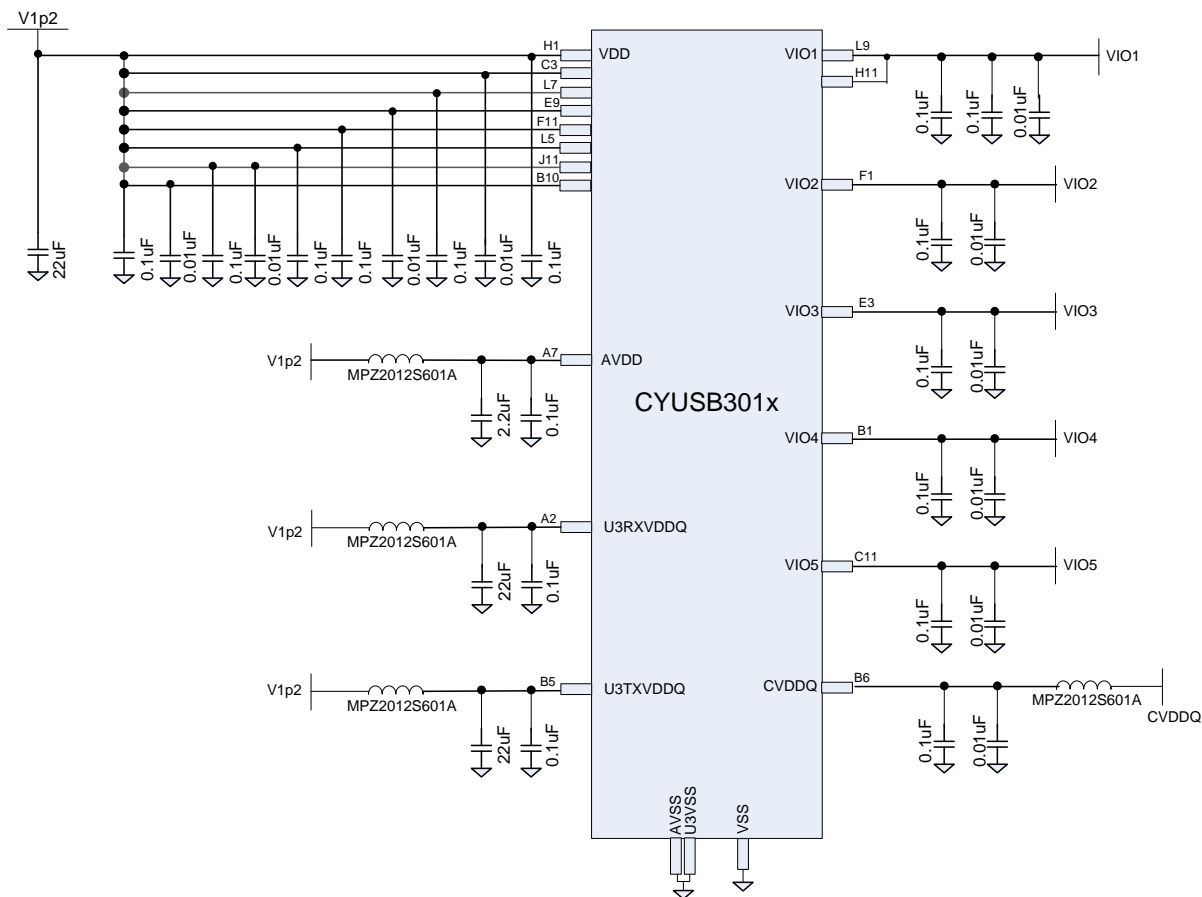 V1p2
H1
VDD
C3
L7
E9
F11
L5
J11
B10
22uF
0.1uF
0.01uF
0.1uF
0.01uF
0.1uF
0.1uF
0.01uF
0.1uF
0.01uF
0.1uF
V1p2
MPZ2012S601A
A7
AVDD
2.2uF
0.1uF
V1p2
MPZ2012S601A
A2
U3RXVDDQ
22uF
0.1uF
V1p2
MPZ2012S601A
B5
U3TXVDDQ
22uF
0.1uF
CYUSB301x
AVSS
U3VSS
VSS
VIO1
L9
H11
VIO1
0.1uF
0.1uF
0.01uF
VIO2
F1
VIO2
0.1uF
0.01uF
VIO3
E3
VIO3
0.1uF
0.01uF
VIO4
B1
VIO4
0.1uF
0.01uF
VIO5
C11
VIO5
0.1uF
0.01uF
CVDDQ
B6
MPZ2012S601A
CVDDQ
0.1uF
0.01uF